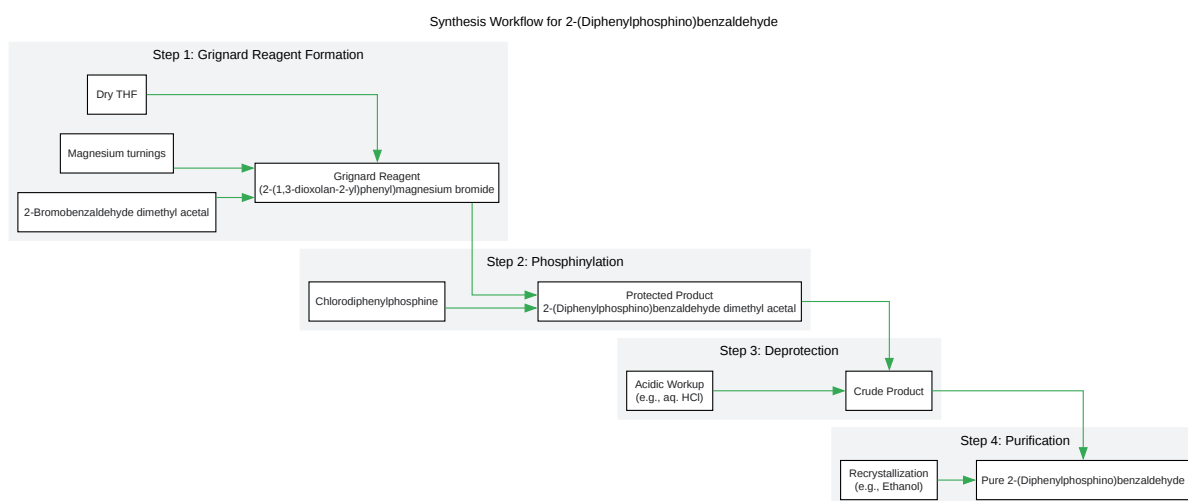 Synthesis Workflow for 2-(Diphenylphosphino)benzaldehyde
Step 1: Grignard Reagent Formation
Dry THF
Magnesium turnings
2-Bromobenzaldehyde dimethyl acetal
Grignard Reagent
(2-(1,3-dioxolan-2-yl)phenyl)magnesium bromide
Step 2: Phosphinylation
Chlorodiphenylphosphine
Protected Product
2-(Diphenylphosphino)benzaldehyde dimethyl acetal
Step 3: Deprotection
Acidic Workup
(e.g., aq. HCl)
Crude Product
Step 4: Purification
Recrystallization
(e.g., Ethanol)
Pure 2-(Diphenylphosphino)benzaldehyde